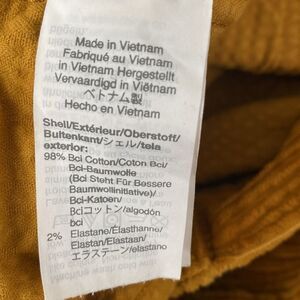 Made in Vietnam
Fabriqué au Vietnam
in Vietnam Hergestellt
Vervaardigd in Viëtnam
ベトナム製
Hecho en Vietnam
Shell/Extérieur/Oberstoff/
Buitenkant/シェル/tela
exterior:
98% Bci Cotton/Coton Bci/
Bci-Baumwolle
(Bci Steht Für Bessere
Baumwollinitiative)/
Bci-Katoen/
Bciコットン/algodón
bci
2% Elastane/Élasthanne/
Elastan/Elastaan/
エラステーン/elastano